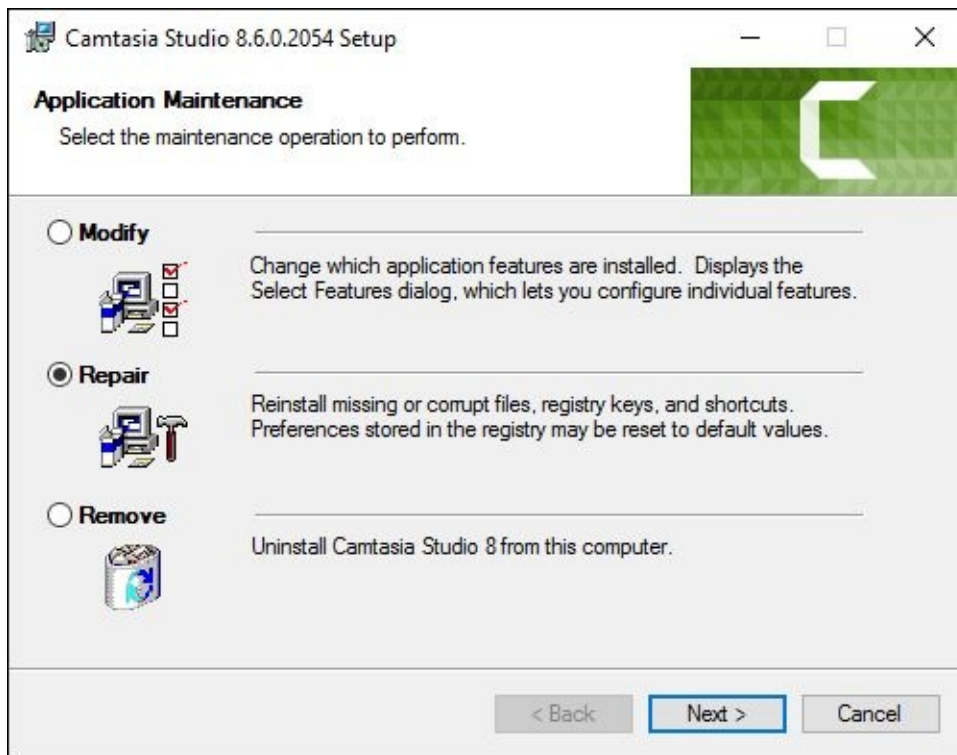 Camtasia Studio 8.6.0.2054 Setup
Application Maintenance
Select the maintenance operation to perform.
Modify
Change which application features are installed. Displays the
Select Features dialog, which lets you configure individual features.
Repair
Reinstall missing or corrupt files, registry keys, and shortcuts.
Preferences stored in the registry may be reset to default values.
Remove
Uninstall Camtasia Studio 8 from this computer.
< Back Next > Cancel